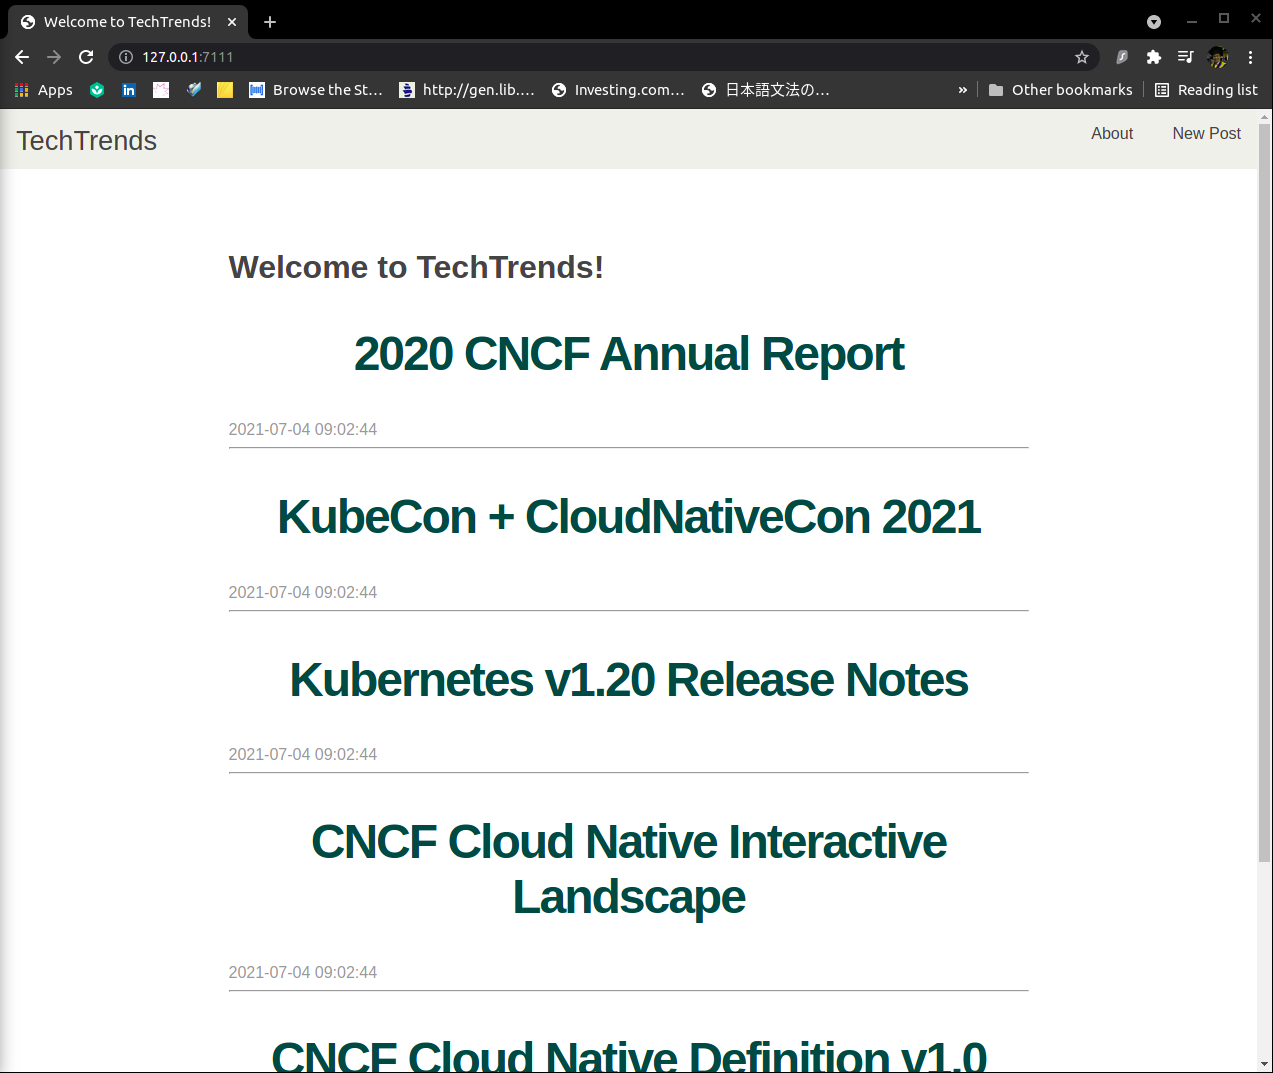 Welcome to TechTrends!
127.0.0.1:7111
Apps
Browse the St...
http://gen.lib....
Investing.com...
日本語文法の...
»
Other bookmarks
Reading list
TechTrends
About
New Post
Welcome to TechTrends!
2020 CNCF Annual Report
2021-07-04 09:02:44
KubeCon + CloudNativeCon 2021
2021-07-04 09:02:44
Kubernetes v1.20 Release Notes
2021-07-04 09:02:44
CNCF Cloud Native Interactive
Landscape
2021-07-04 09:02:44
CNCF Cloud Native Definition v1.0